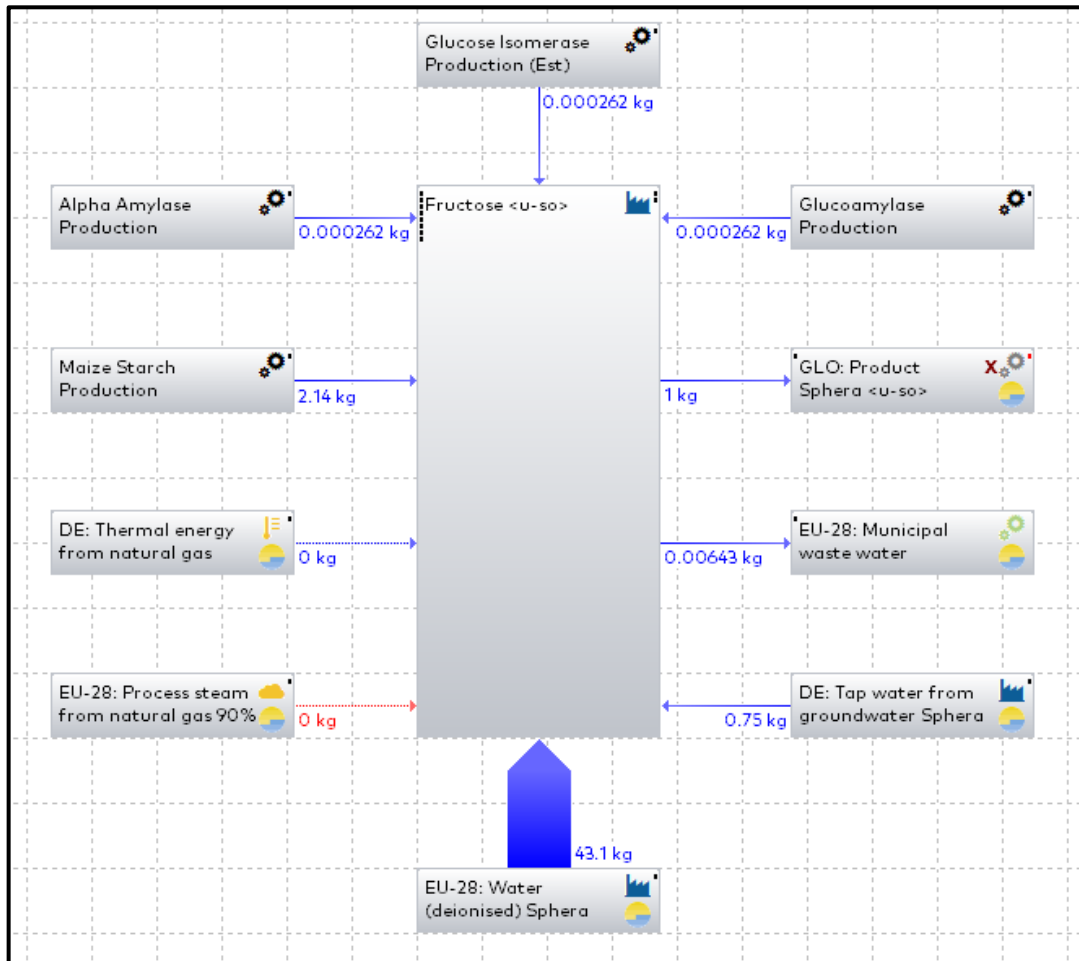 Glucose Isomerase
Production (Est)
0.000262 kg
Alpha Amylase
Production
0.000262 kg
Fructose <u-so>
Glucoamylase
Production
0.000262 kg
Maize Starch
Production
2.14 kg
GLO: Product
Sphera <u-so>
X
1 kg
DE: Thermal energy
from natural gas
0 kg
EU-28: Municipal
waste water
0.00643 kg
EU-28: Process steam
from natural gas 90%
0 kg
DE: Tap water from
groundwater Sphera
0.75 kg
43.1 kg
EU-28: Water
(deionised) Sphera